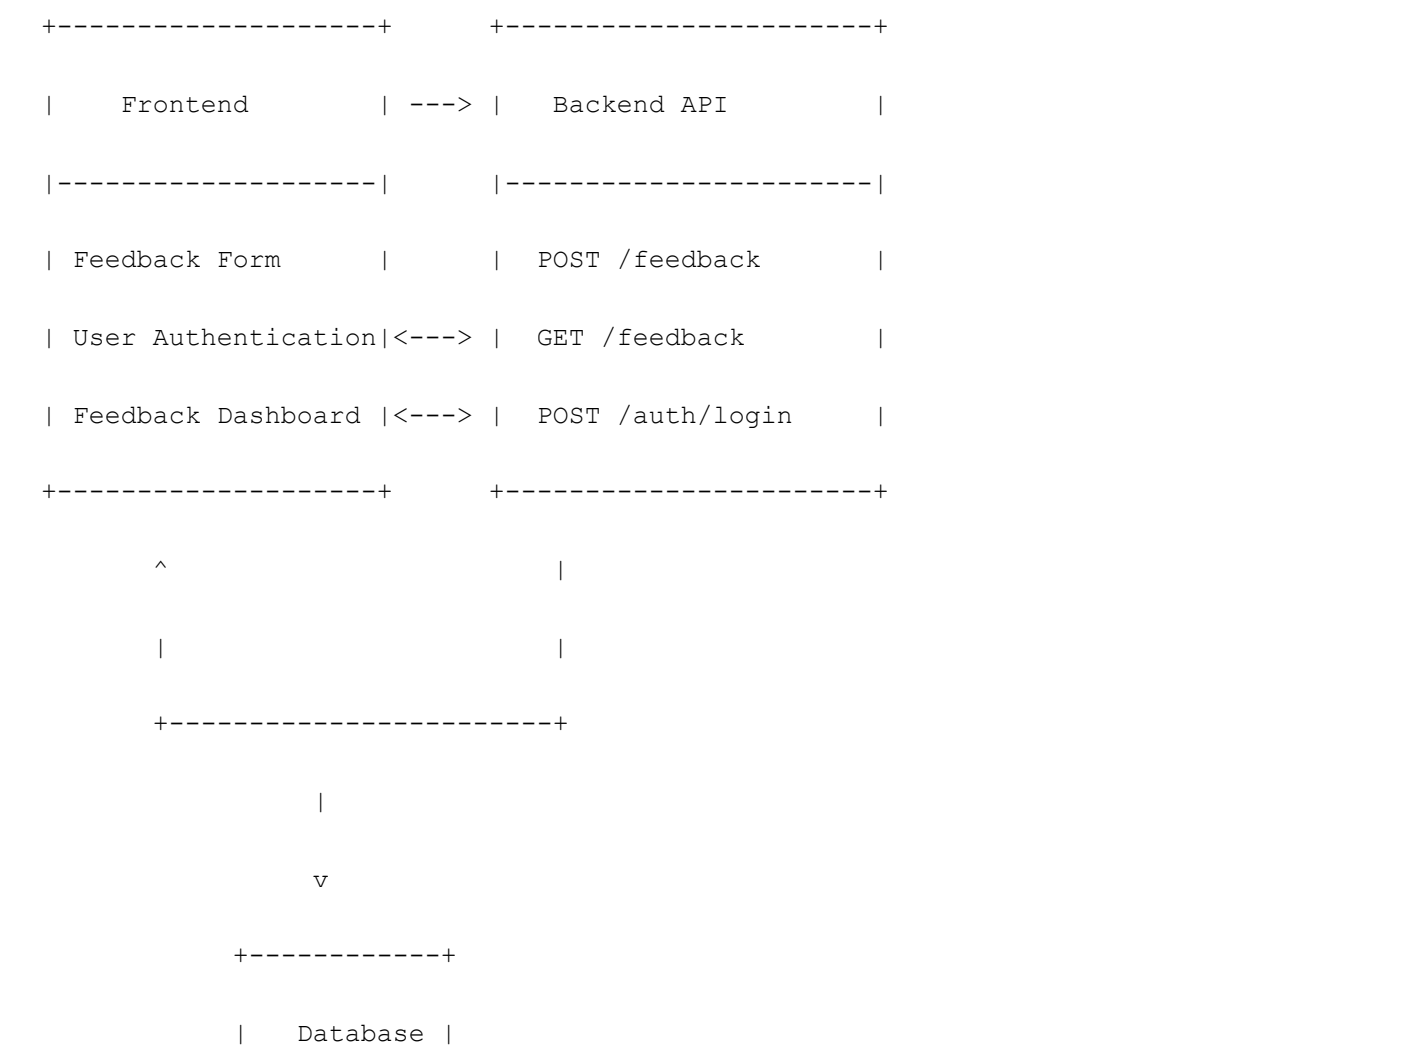 +--------------------+      +-----------------------+
|    Frontend        | ---> |   Backend API         |
|--------------------|      |-----------------------|
| Feedback Form      |      |  POST /feedback       |
| User Authentication|<---> |  GET /feedback        |
| Feedback Dashboard |<---> |  POST /auth/login     |
+--------------------+      +-----------------------+
       ^                        |
       |                        |
       +------------------------+
                 |
                 v
            +------------+
            |   Database |